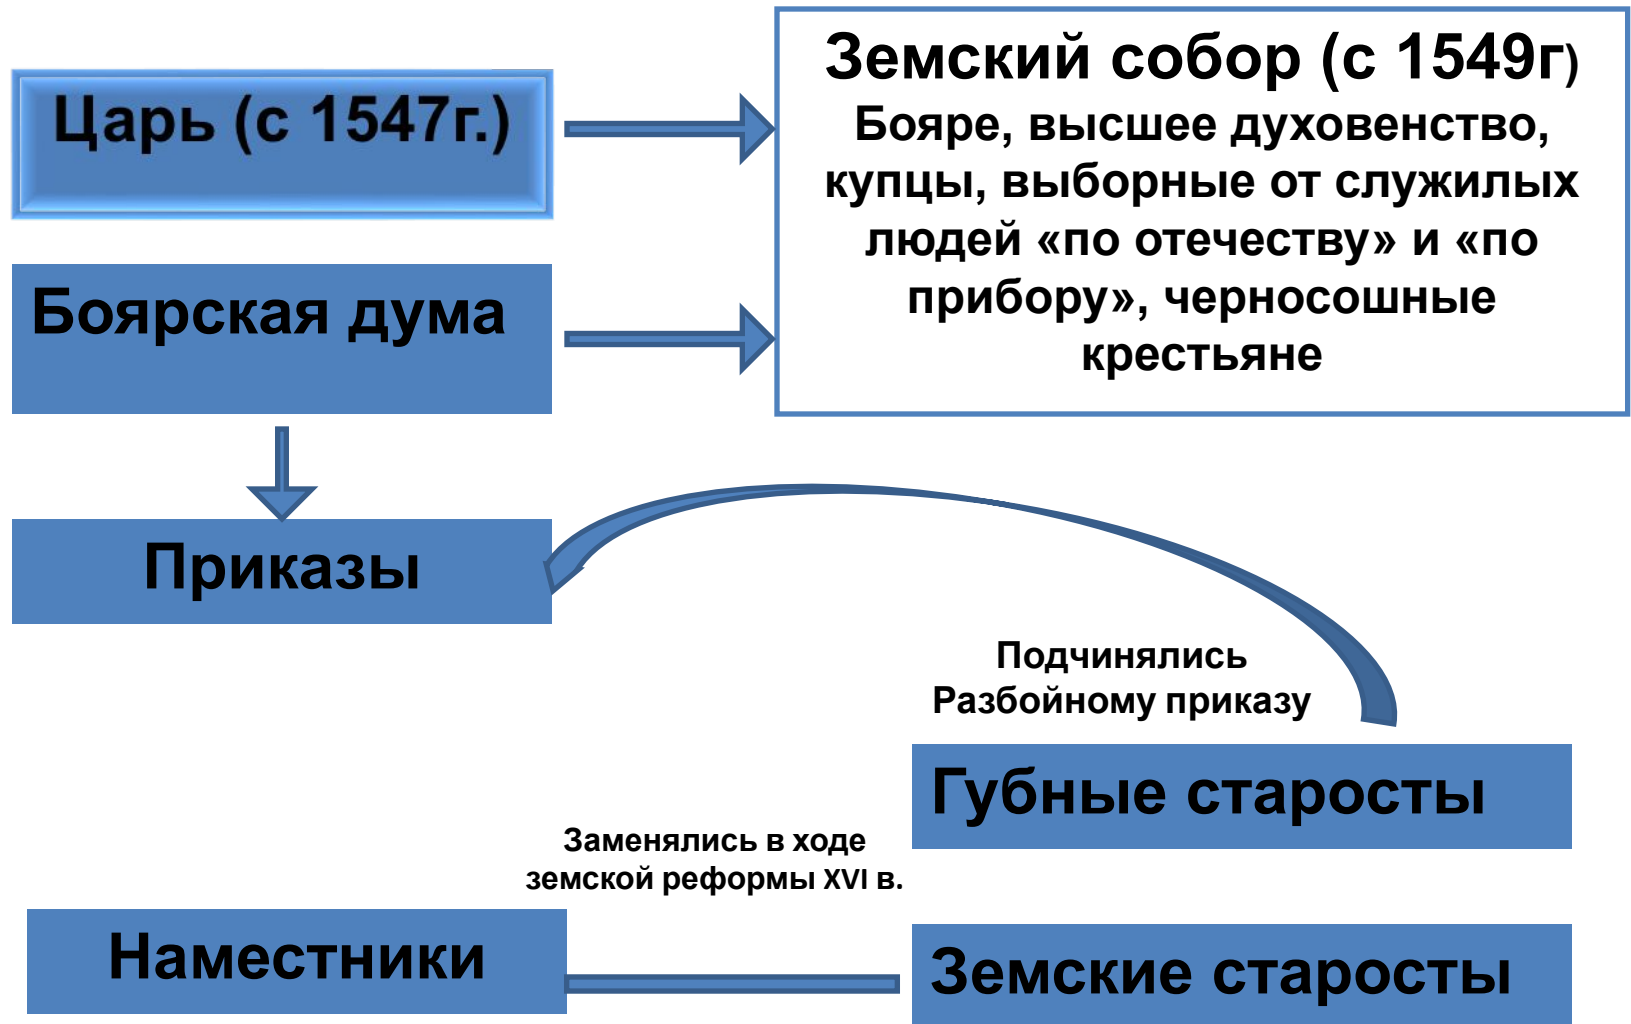 Царь (с 1547г.)
Земский собор (с 1549г)
Бояре, высшее духовенство,
купцы, выборные от служилых
людей «по отечеству» и «по
прибору», черносошные
крестьяне
Боярская дума
Приказы
Подчинялись
Разбойному приказу
Губные старосты
Заменялись в ходе
земской реформы XVI в.
Наместники
Земские старосты